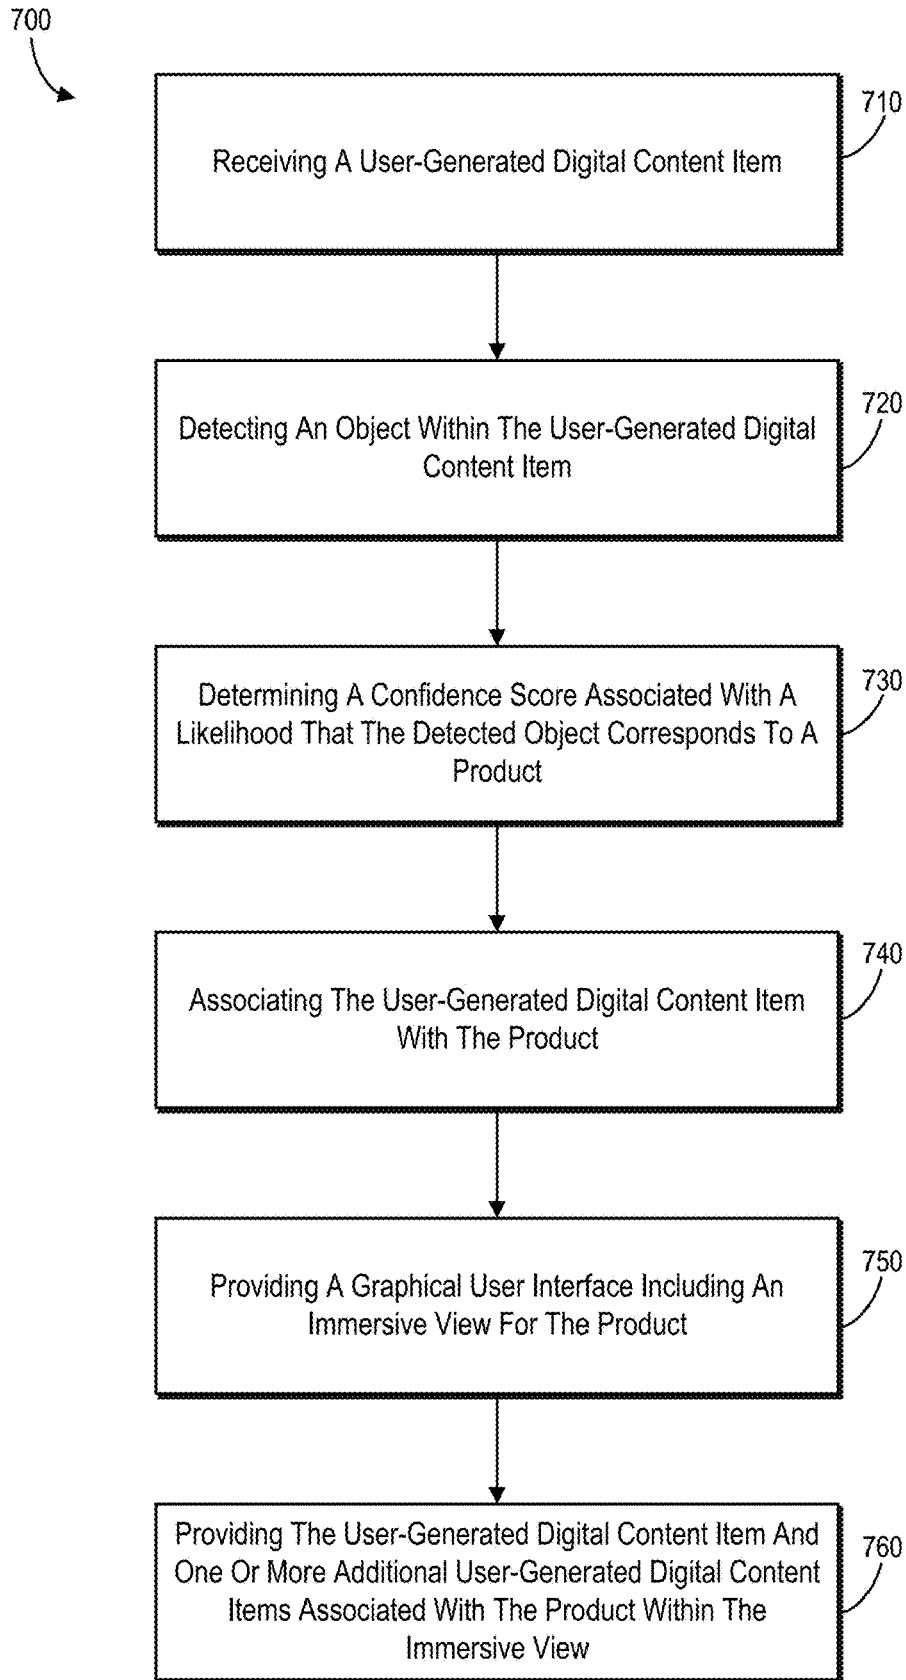 700
710
Receiving A User-Generated Digital Content Item
720
Detecting An Object Within The User-Generated Digital
Content Item
730
Determining A Confidence Score Associated With A
Likelihood That The Detected Object Corresponds To A
Product
740
Associating The User-Generated Digital Content Item
With The Product
750
Providing A Graphical User Interface Including An
Immersive View For The Product
760
Providing The User-Generated Digital Content Item And
One Or More Additional User-Generated Digital Content
Items Associated With The Product Within The
Immersive View